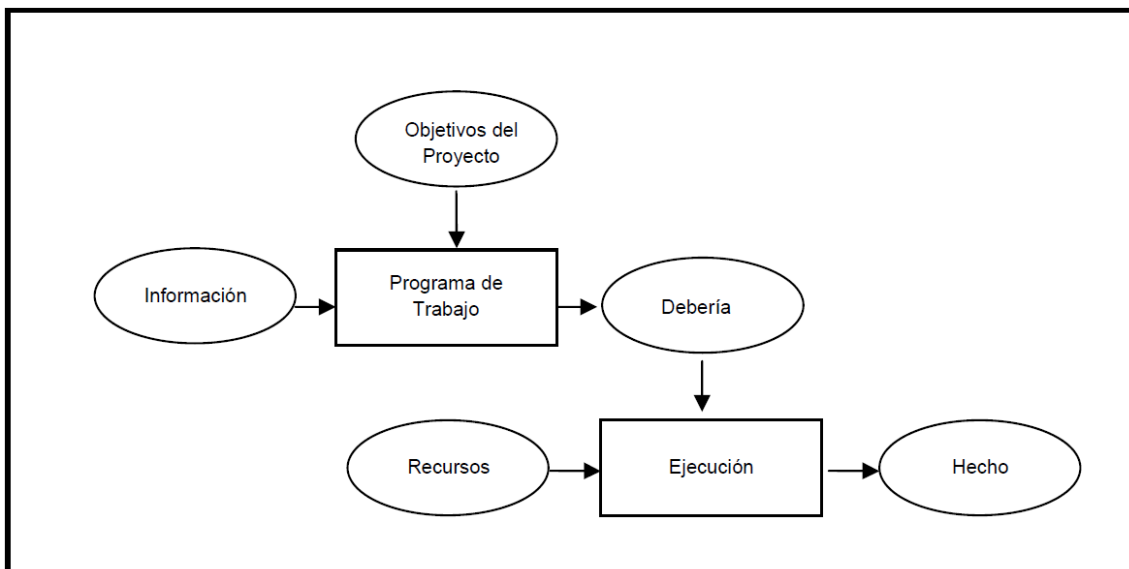 Objetivos del
Proyecto
Información
Programa de
Trabajo
Debería
Recursos
Ejecución
Hecho